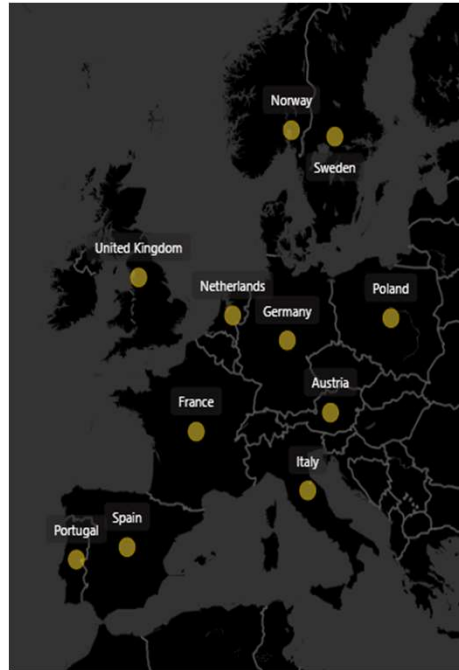 Norway
Sweden
United Kingdom
Netherlands
Germany
Poland
Austria
France
Italy
Spain
Portugal